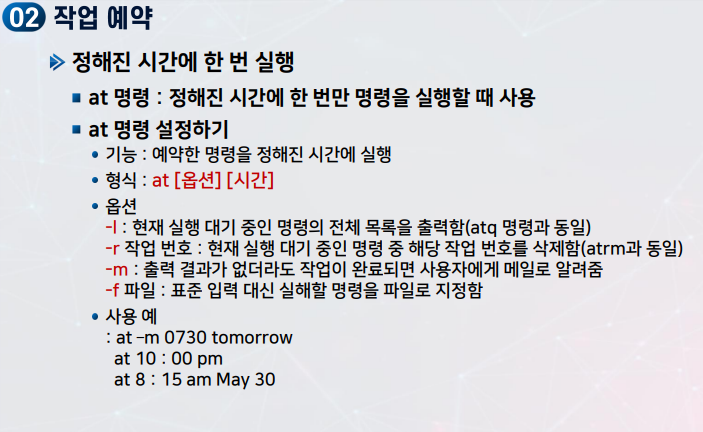 02 작업 예약
정해진 시간에 한 번 실행
at 명령 : 정해진 시간에 한 번만 명령을 실행할 때 사용
at 명령 설정하기
기능 : 예약한 명령을 정해진 시간에 실행
형식 : at [옵션] [시간]
옵션
-l : 현재 실행 대기 중인 명령의 전체 목록을 출력함(atq 명령과 동일)
-r 작업 번호 : 현재 실행 대기 중인 명령 중 해당 작업 번호를 삭제함(atrm과 동일)
-m : 출력 결과가 없더라도 작업이 완료되면 사용자에게 메일로 알려줌
-f 파일 : 표준 입력 대신 실해할 명령을 파일로 지정함
사용 예
: at –m 0730 tomorrow
at 10 : 00 pm
at 8 : 15 am May 30